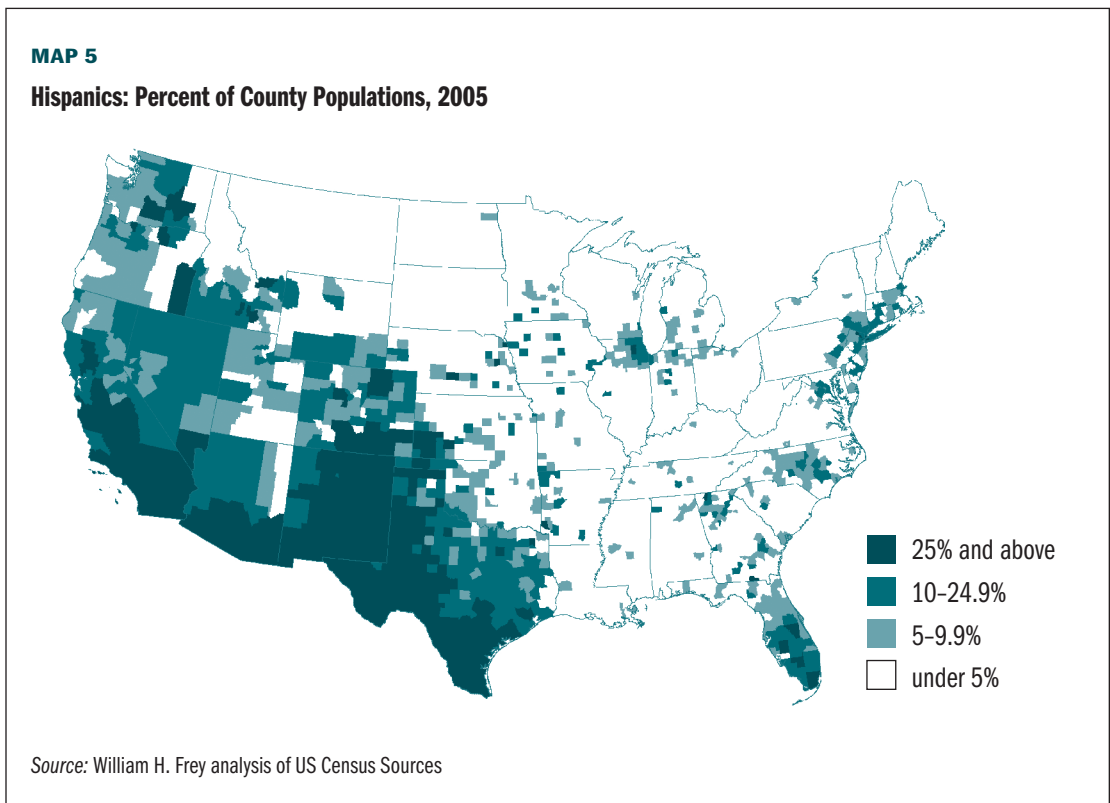 MAP 5
Hispanics: Percent of County Populations, 2005
25% and above
10–24.9%
5–9.9%
under 5%
Source: William H. Frey analysis of US Census Sources